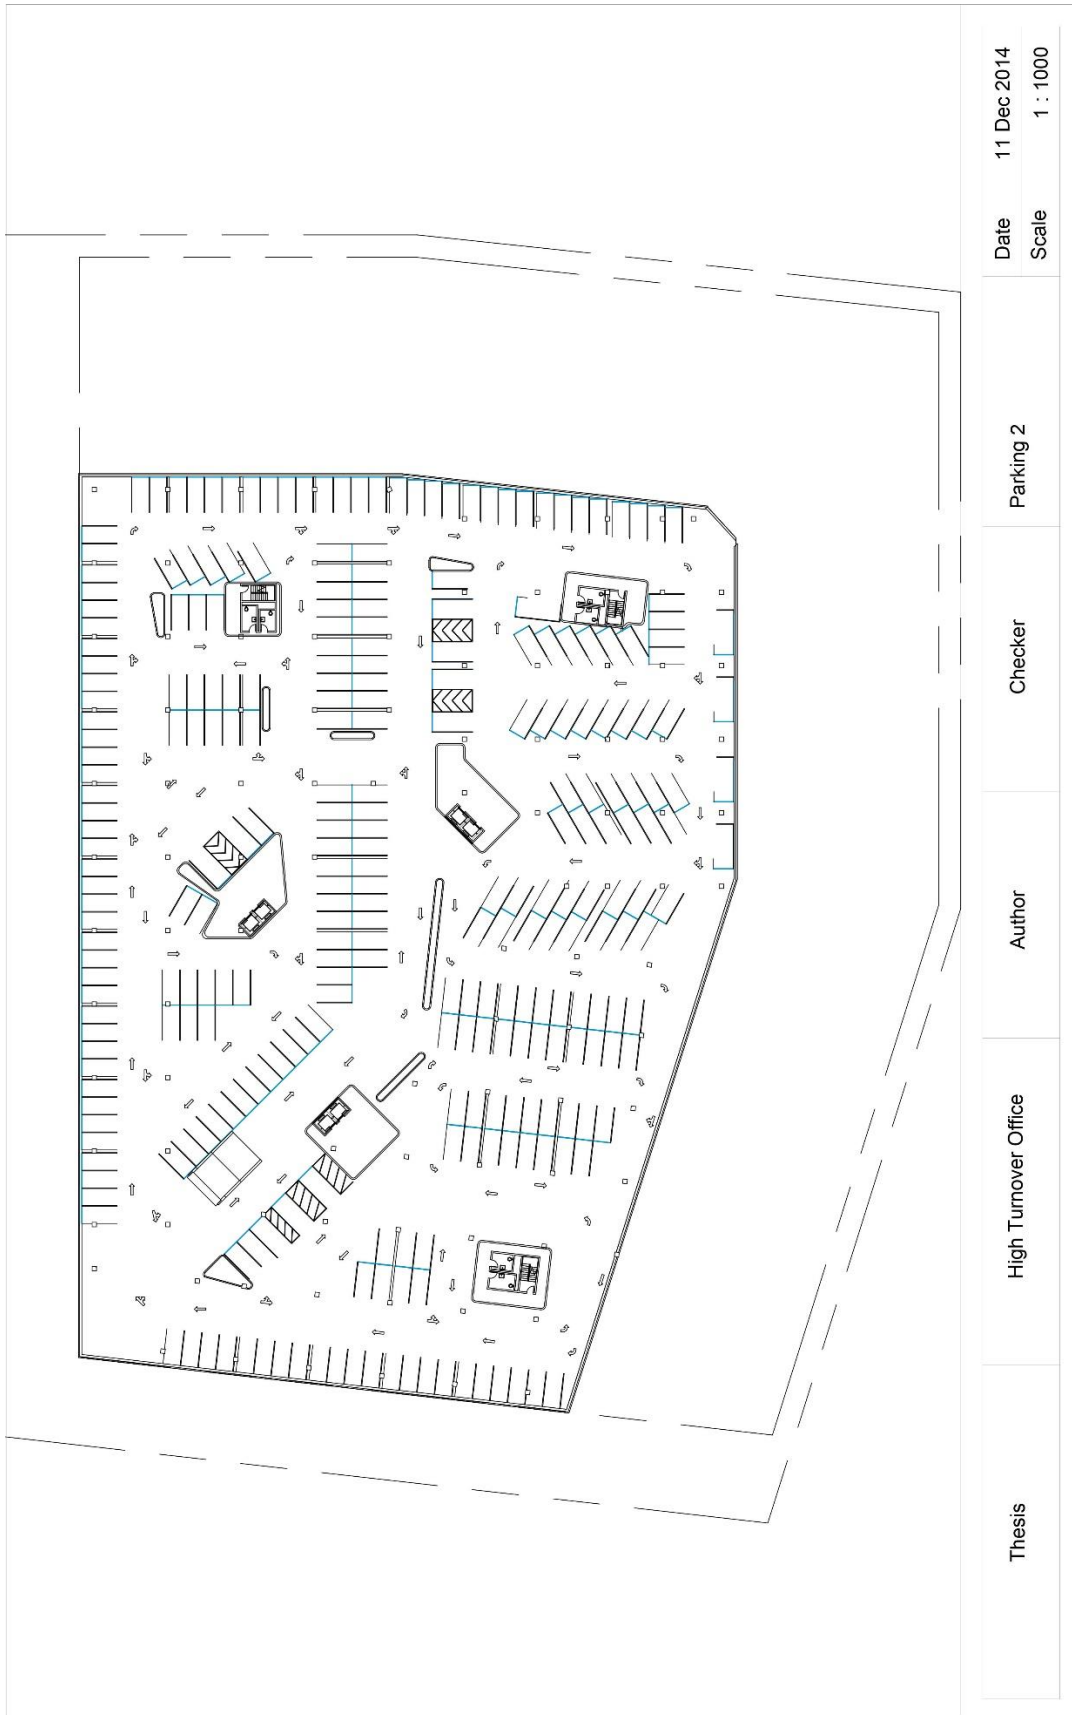 Thesis
High Turnover Office
Author
Checker
Parking 2
Date 11 Dec 2014
Scale 1 : 1000